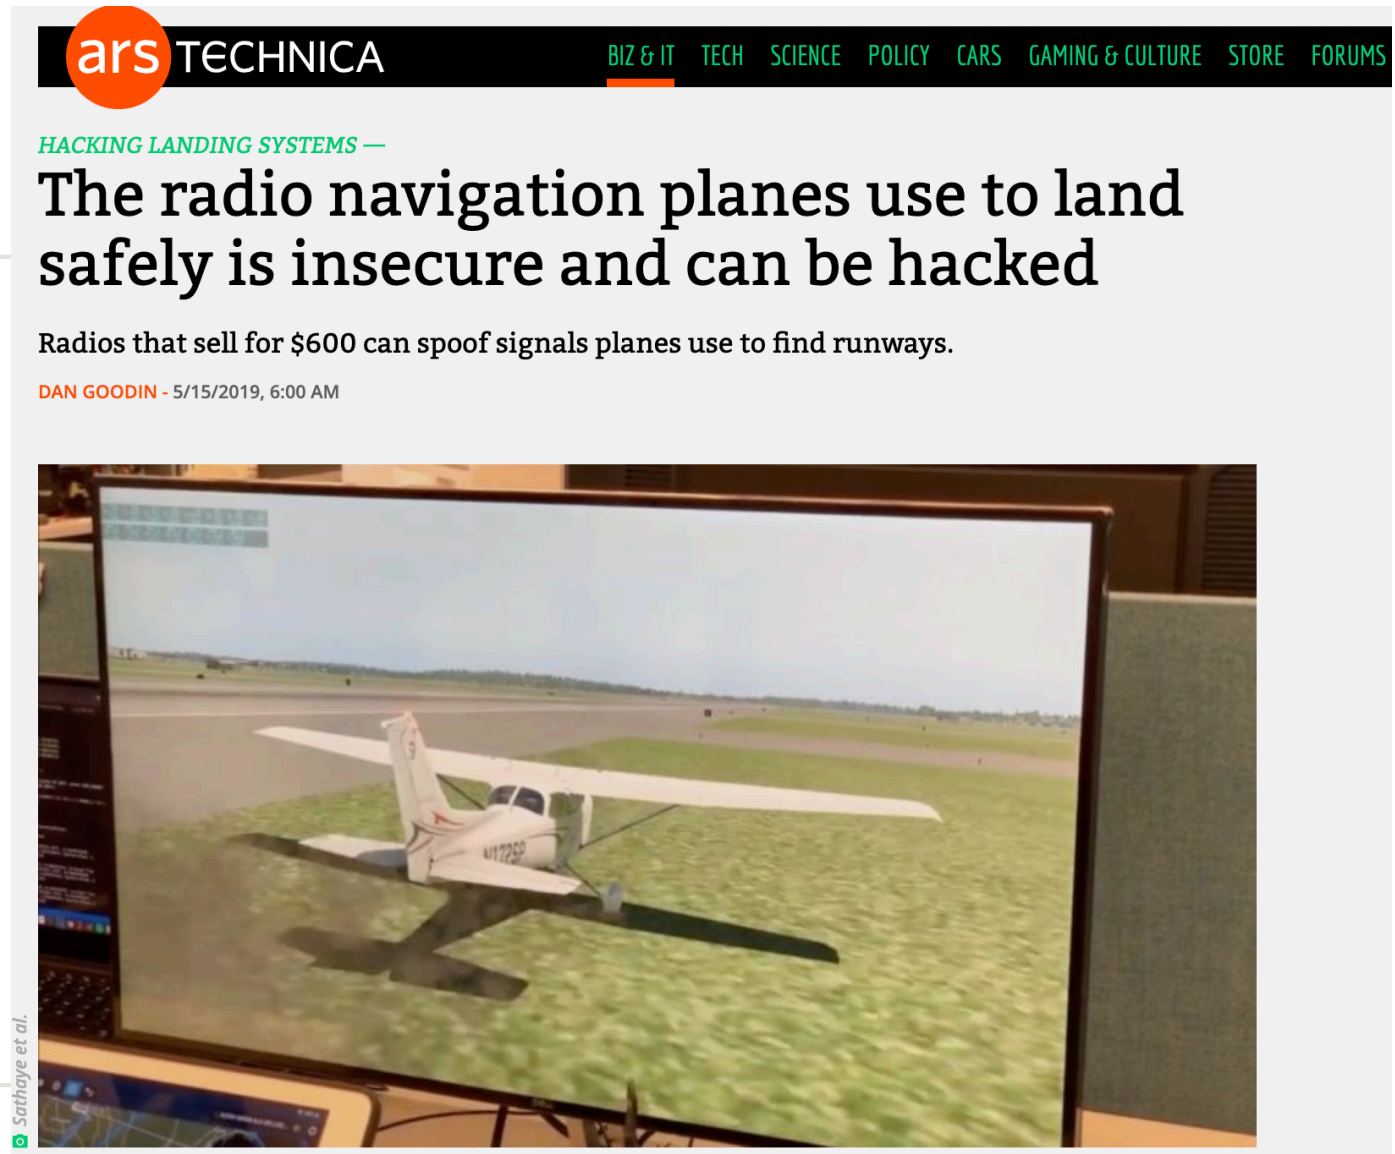 ars TECHNICA
BIZ & IT TECH SCIENCE POLICY CARS GAMING & CULTURE STORE FORUMS
HACKING LANDING SYSTEMS —
The radio navigation planes use to land
safely is insecure and can be hacked
Radios that sell for $600 can spoof signals planes use to find runways.
DAN GOODIN - 5/15/2019, 6:00 AM
N172SP
Sathaye et al.